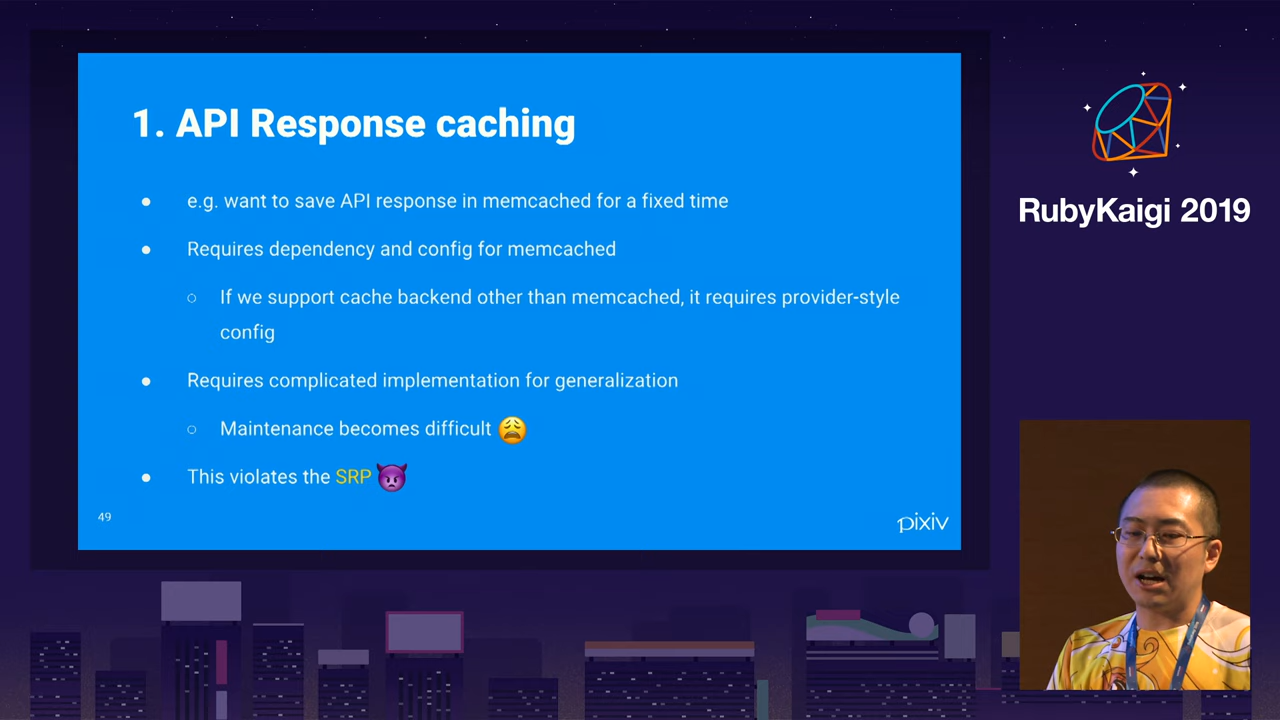 1. API Response caching
● e.g. want to save API response in memcached for a fixed time
● Requires dependency and config for memcached
○ If we support cache backend other than memcached, it requires provider-style
config
● Requires complicated implementation for generalization
○ Maintenance becomes difficult 😩
● This violates the SRP 👿
49
pixiv
RubyKaigi 2019